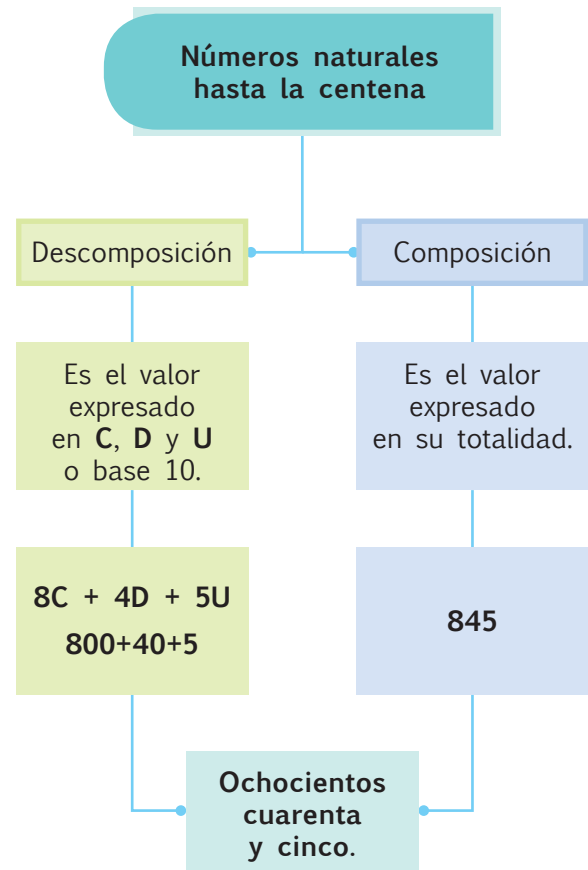 Números naturales
hasta la centena
Descomposición
Es el valor
expresado
en C, D y U
o base 10.
8C + 4D + 5U
800+40+5
Composición
Es el valor
expresado
en su totalidad.
845
Ochocientos
cuarenta
y cinco.